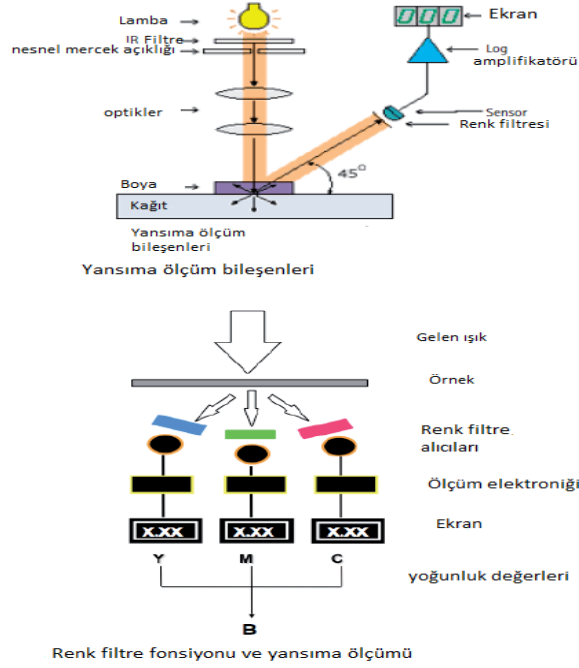 Lamba
IR Filtre
nesnel mercek açıklığı
optikler
Boya
Kağıt
Yansıma ölçüm
bileşenleri
Ekran
Log
amplifikatörü
Sensor
Renk filtresi
45°
Yansıma ölçüm bileşenleri
Gelen ışik
Örnek
Renk filtre
alıcıları
Ölçüm elektroniği
Ekran
X.XX X.XX X.XX
Y M C
yoğunluk değerleri
B
Renk filtre fonsiyonu ve yansıma ölçümü